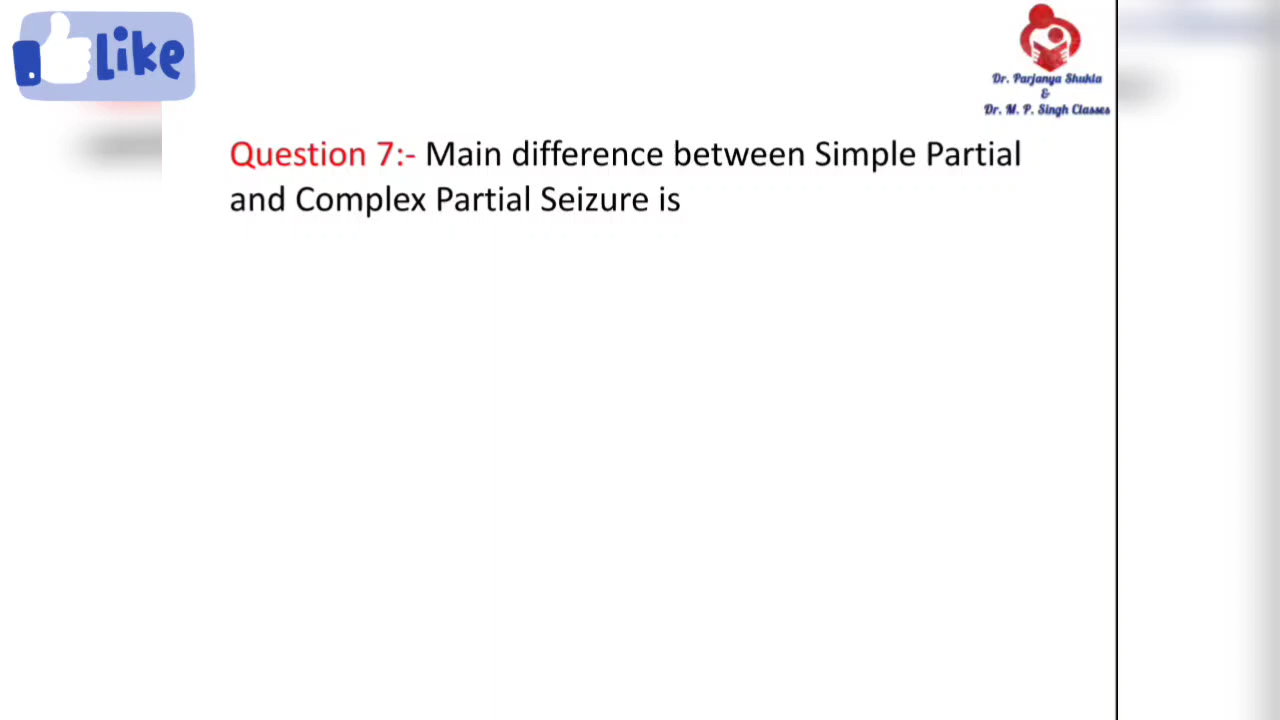 Like
Dr. Parjanya Shukla
&
Dr. M. P. Singh Classes
Question 7:- Main difference between Simple Partial
and Complex Partial Seizure is